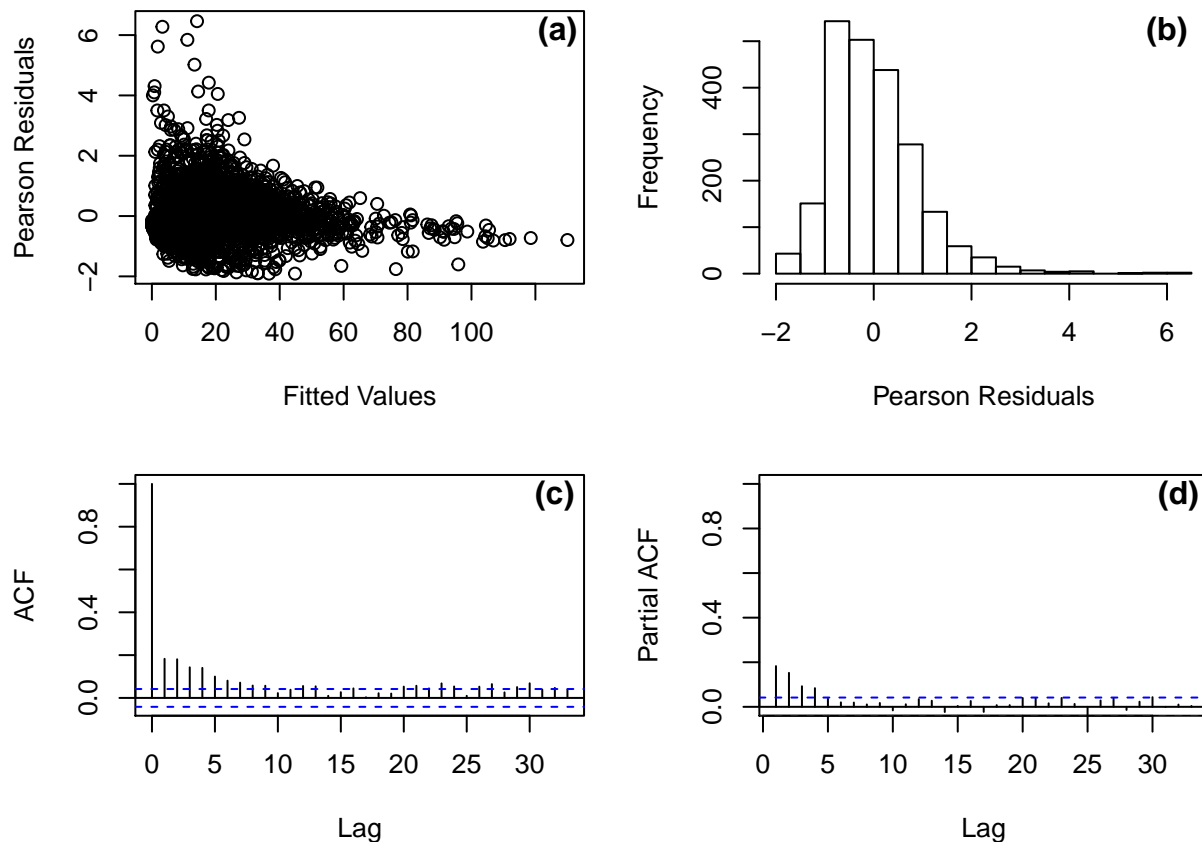 (a)
Pearson Residuals
6
4
2
0
−2
0 20 40 60 80 100
Fitted Values
(b)
Frequency
400
200
0
−2 0 2 4 6
Pearson Residuals
(c)
ACF
0.8
0.4
0.0
0 5 10 15 20 25 30
Lag
(d)
Partial ACF
0.8
0.4
0.0
0 5 10 15 20 25 30
Lag